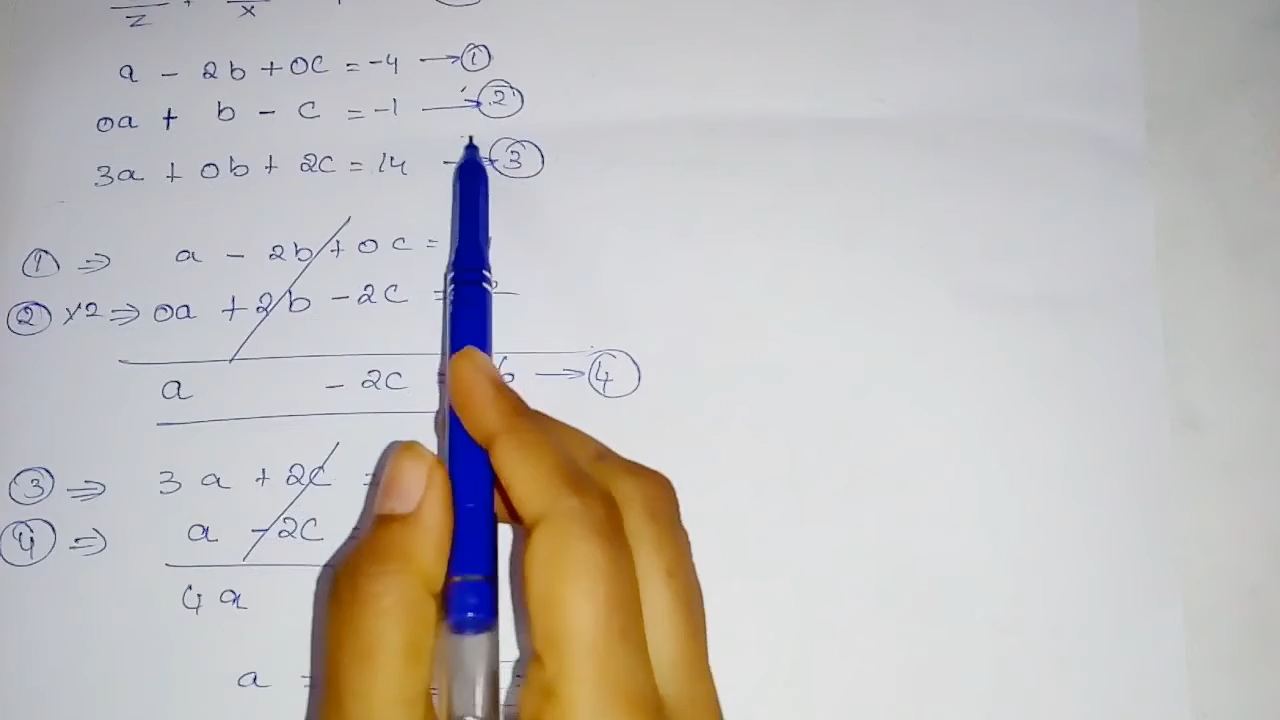 z x
a - 2b + 0c = -4 → ①
0a + b - c = -1 → ②
3a + 0b + 2c = 14 → ③
① ⇒ a - 2b + 0c =
② ×2 ⇒ 0a + 2b - 2c =
a - 2c = 6 → ④
③ ⇒ 3a + 2c =
④ ⇒ a - 2c
4a
a =